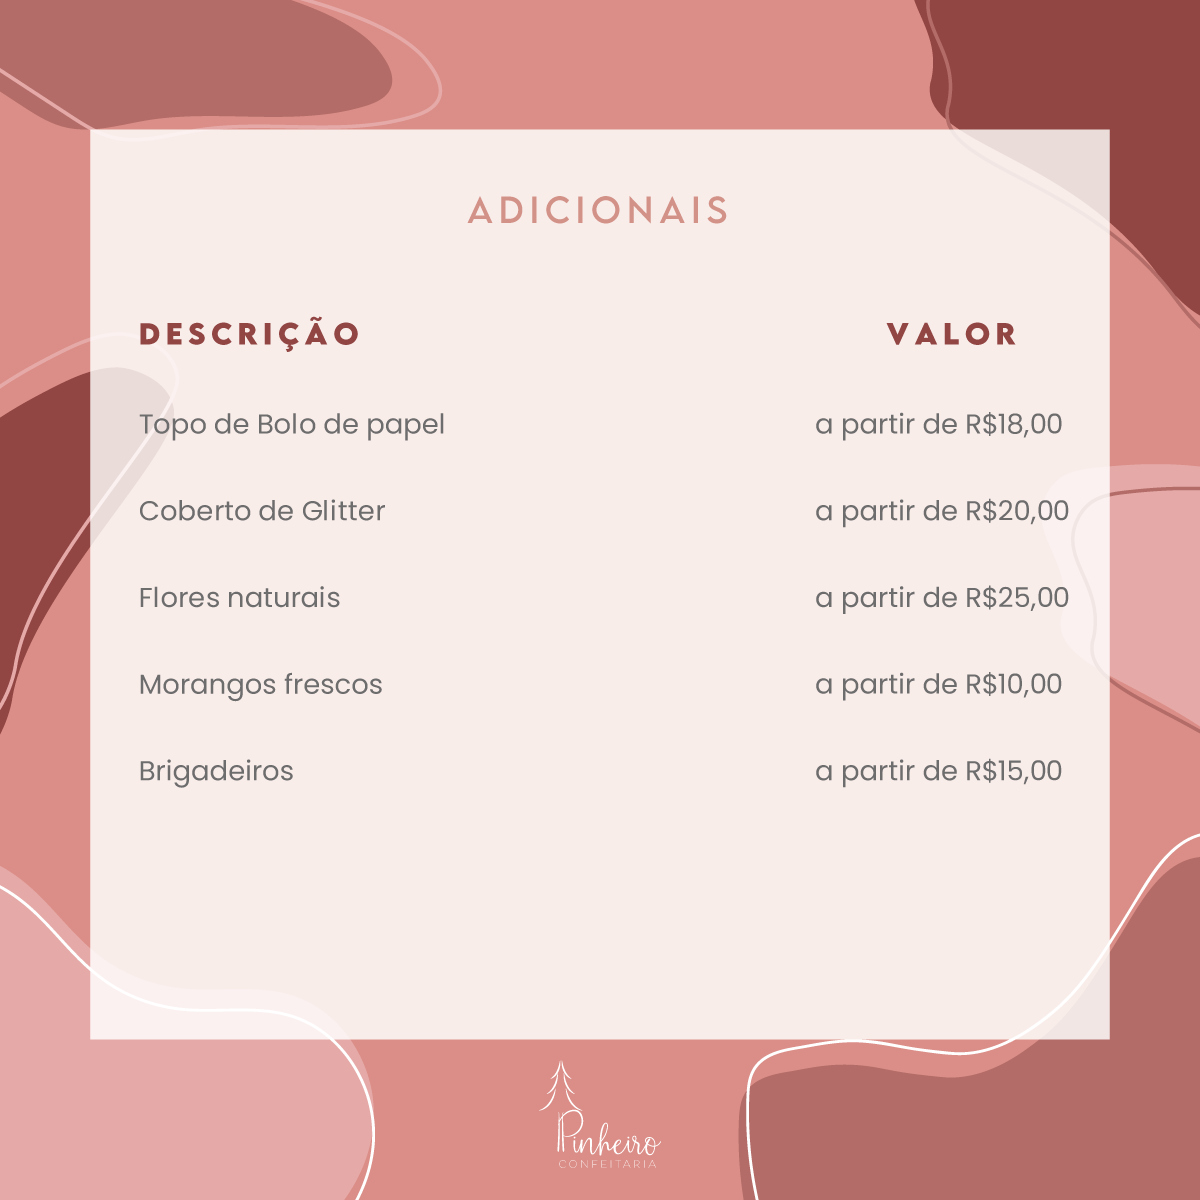 ADICIONAIS
DESCRIÇÃO VALOR
Topo de Bolo de papel a partir de R$18,00
Coberto de Glitter a partir de R$20,00
Flores naturais a partir de R$25,00
Morangos frescos a partir de R$10,00
Brigadeiros a partir de R$15,00
Pinheiro
CONFEITARIA